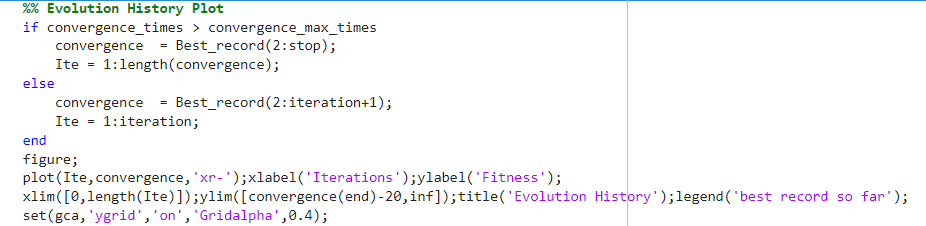 %% Evolution History Plot
if convergence_times > convergence_max_times
    convergence  = Best_record(2:stop);
    Ite = 1:length(convergence);
else
    convergence  = Best_record(2:iteration+1);
    Ite = 1:iteration;
end
figure;
plot(Ite,convergence,'xr-');xlabel('Iterations');ylabel('Fitness');
xlim([0,length(Ite)]);ylim([convergence(end)-20,inf]);title('Evolution History');legend('best record so far');
set(gca,'ygrid','on','Gridalpha',0.4);